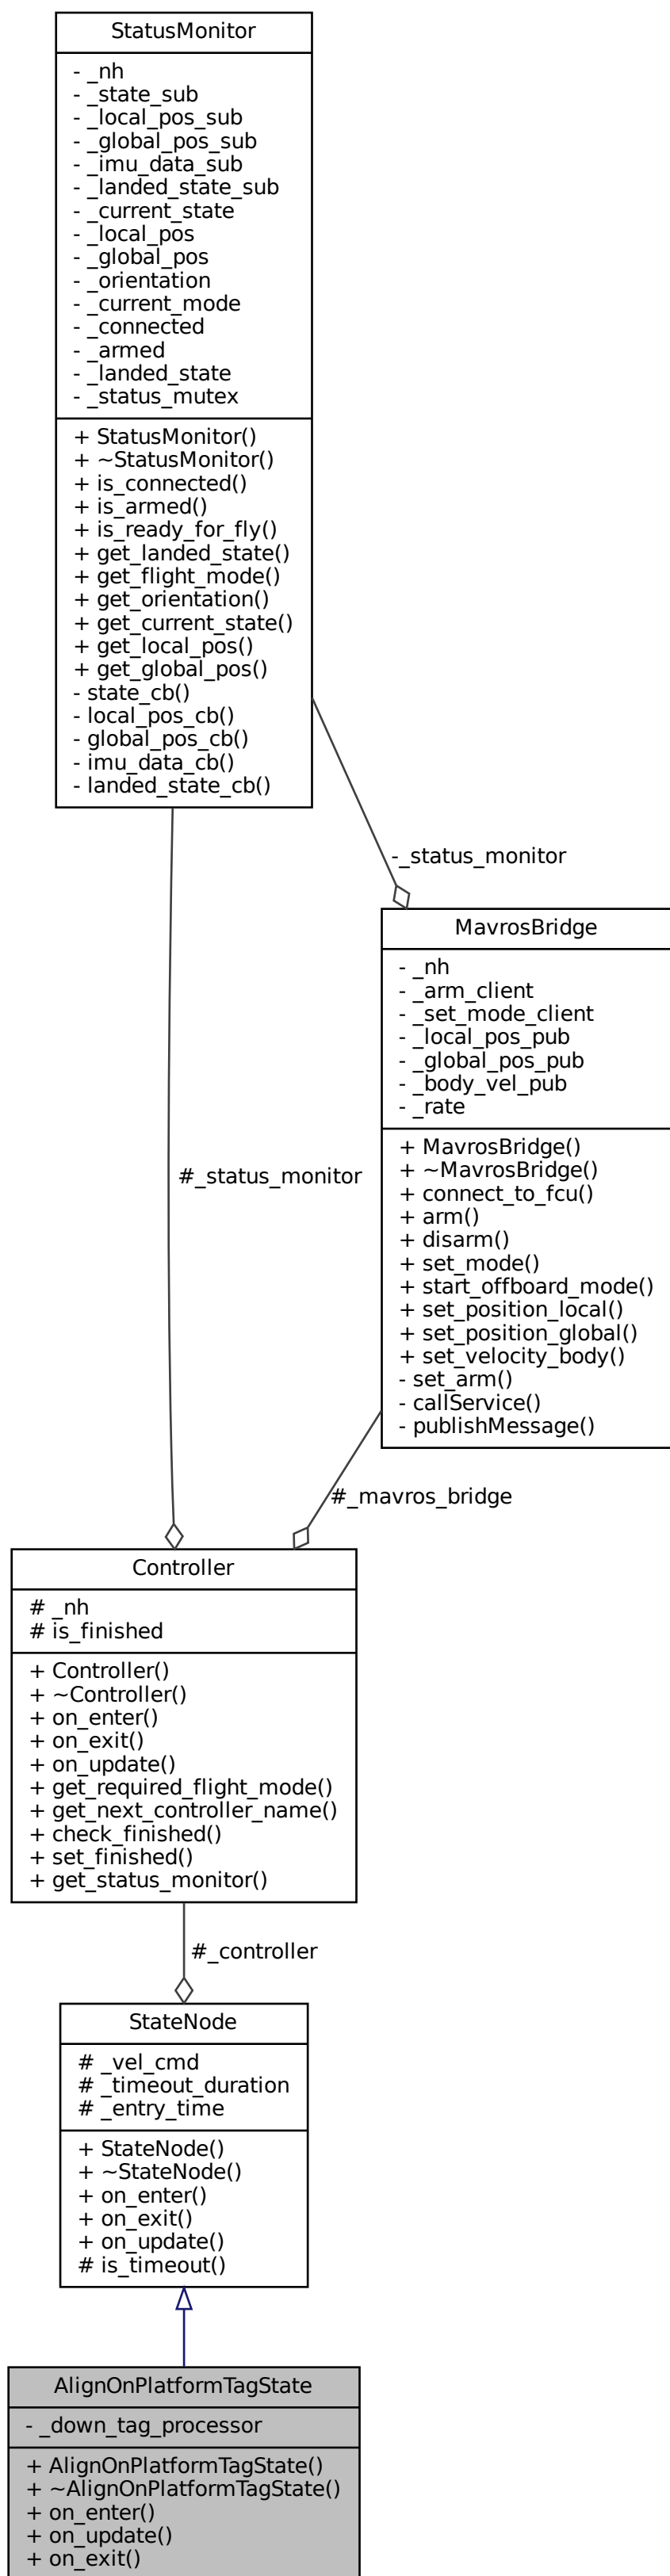 StatusMonitor
- _nh
- _state_sub
- _local_pos_sub
- _global_pos_sub
- _imu_data_sub
- _landed_state_sub
- _current_state
- _local_pos
- _global_pos
- _orientation
- _current_mode
- _connected
- _armed
- _landed_state
- _status_mutex
+ StatusMonitor()
+ ~StatusMonitor()
+ is_connected()
+ is_armed()
+ is_ready_for_fly()
+ get_landed_state()
+ get_flight_mode()
+ get_orientation()
+ get_current_state()
+ get_local_pos()
+ get_global_pos()
- state_cb()
- local_pos_cb()
- global_pos_cb()
- imu_data_cb()
- landed_state_cb()
-_status_monitor
MavrosBridge
- _nh
- _arm_client
- _set_mode_client
- _local_pos_pub
- _global_pos_pub
- _body_vel_pub
- _rate
+ MavrosBridge()
+ ~MavrosBridge()
+ connect_to_fcu()
+ arm()
+ disarm()
+ set_mode()
+ start_offboard_mode()
+ set_position_local()
+ set_position_global()
+ set_velocity_body()
- set_arm()
- callService()
- publishMessage()
#_status_monitor
#_mavros_bridge
Controller
# _nh
# is_finished
+ Controller()
+ ~Controller()
+ on_enter()
+ on_exit()
+ on_update()
+ get_required_flight_mode()
+ get_next_controller_name()
+ check_finished()
+ set_finished()
+ get_status_monitor()
#_controller
StateNode
# _vel_cmd
# _timeout_duration
# _entry_time
+ StateNode()
+ ~StateNode()
+ on_enter()
+ on_exit()
+ on_update()
# is_timeout()
AlignOnPlatformTagState
- _down_tag_processor
+ AlignOnPlatformTagState()
+ ~AlignOnPlatformTagState()
+ on_enter()
+ on_update()
+ on_exit()